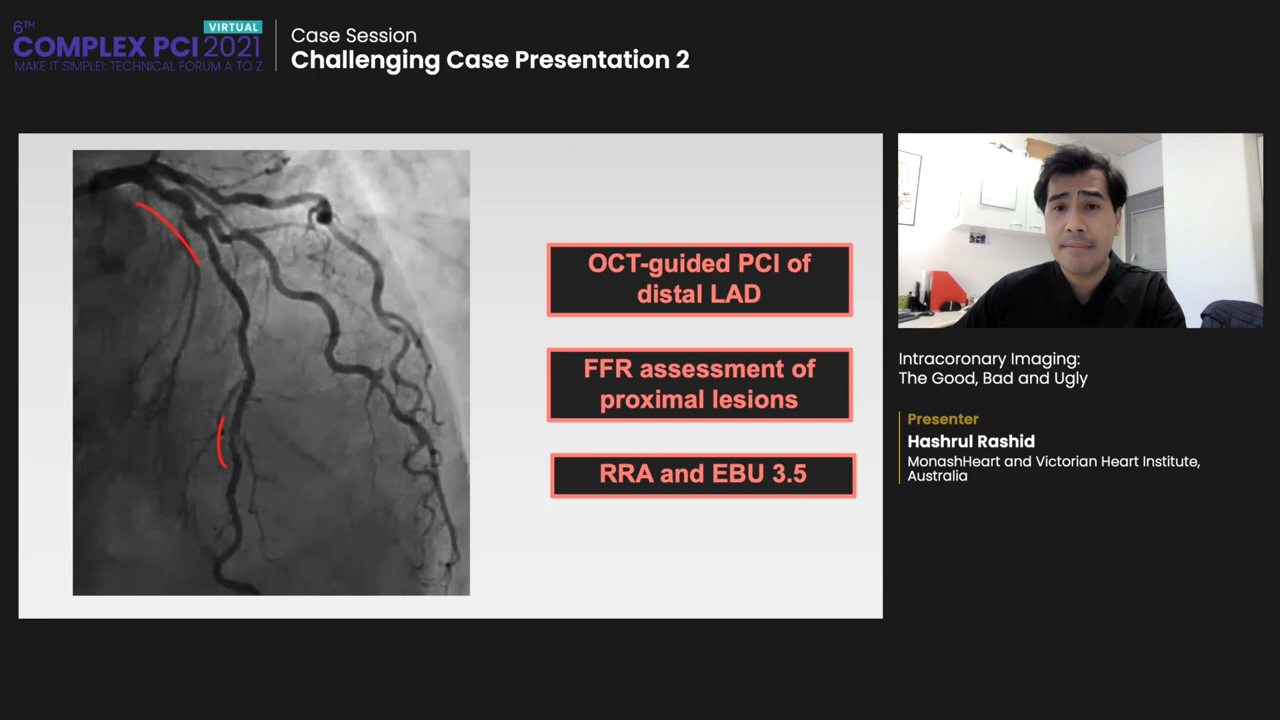 6TH
VIRTUAL
COMPLEX PCI 2021
MAKE IT SIMPLE!: TECHNICAL FORUM A TO Z
Case Session
Challenging Case Presentation 2
OCT-guided PCI of
distal LAD
FFR assessment of
proximal lesions
RRA and EBU 3.5
Intracoronary Imaging:
The Good, Bad and Ugly
Presenter
Hashrul Rashid
MonashHeart and Victorian Heart Institute,
Australia